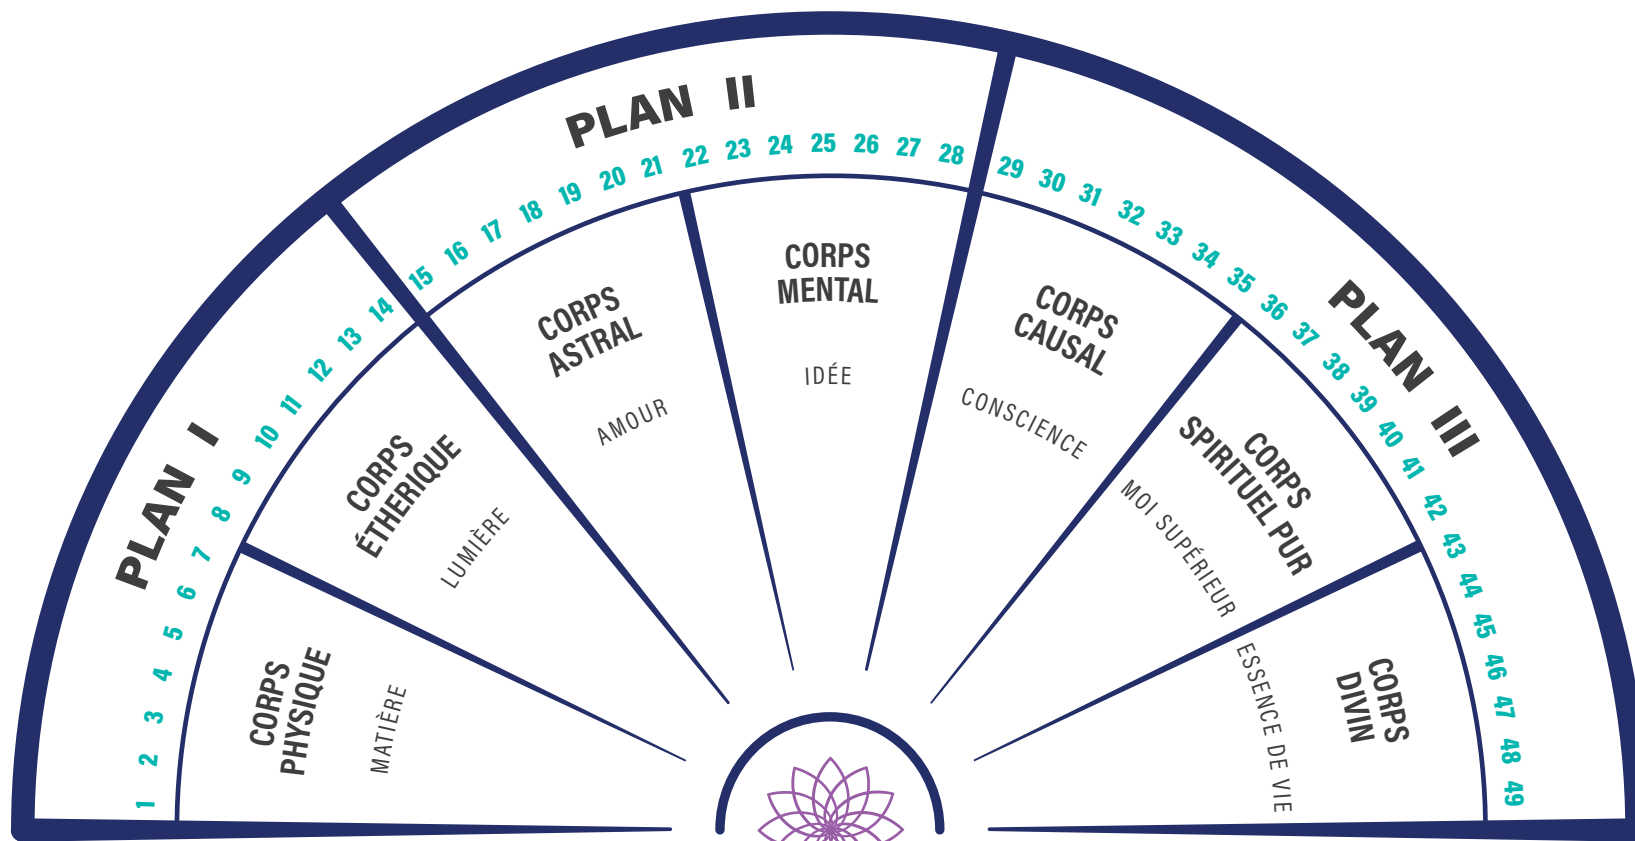 PLAN I
1 2 3 4 5 6 7 8 9 10 11 12 13 14
CORPS
PHYSIQUE
MATIÈRE
CORPS
ÉTHERIQUE
LUMIÈRE
PLAN II
15 16 17 18 19 20 21 22 23 24 25 26 27 28
CORPS
ASTRAL
AMOUR
CORPS
MENTAL
IDÉE
PLAN III
29 30 31 32 33 34 35 36 37 38 39 40 41 42 43 44 45 46 47 48 49
CORPS
CAUSAL
CONSCIENCE
CORPS
SPIRITUEL PUR
MOI SUPÉRIEUR
CORPS
DIVIN
ESSENCE DE VIE